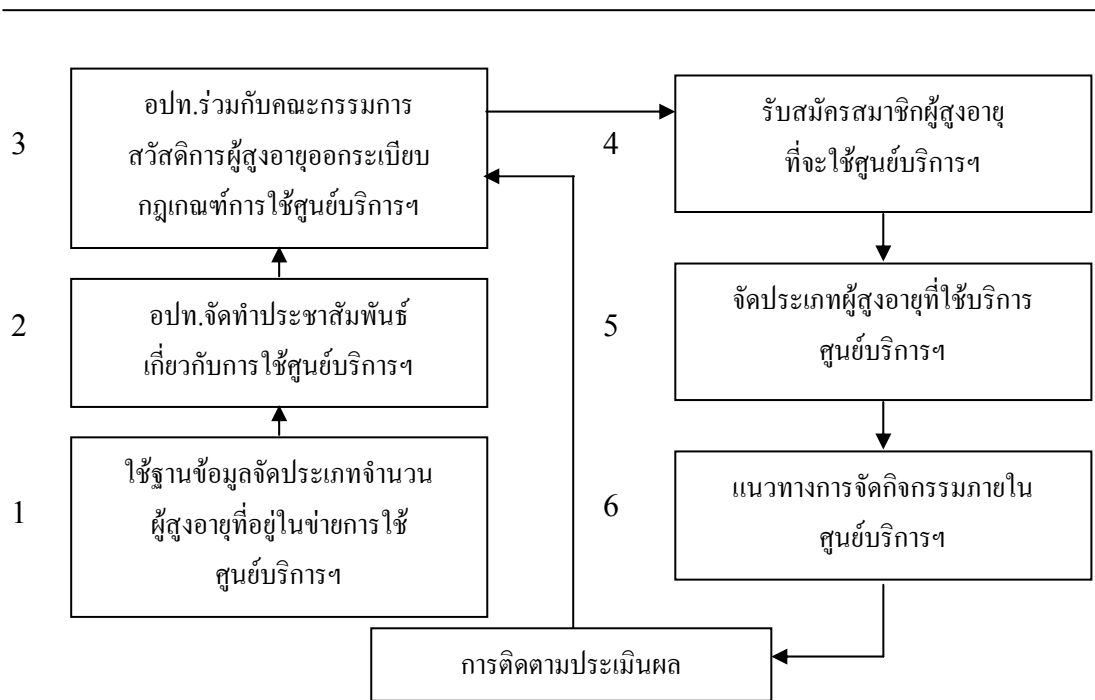 3
อปท.ร่วมกับคณะกรรมการ
สวัสดิการผู้สูงอายุออกระเบียบ
กฎเกณฑ์การใช้ศูนย์บริการฯ
4
รับสมัครสมาชิกผู้สูงอายุ
ที่จะใช้ศูนย์บริการฯ
2
อปท.จัดทำประชาสัมพันธ์
เกี่ยวกับการใช้ศูนย์บริการฯ
5
จัดประเภทผู้สูงอายุที่ใช้บริการ
ศูนย์บริการฯ
1
ใช้ฐานข้อมูลจัดประเภทจำนวน
ผู้สูงอายุที่อยู่ในข่ายการใช้
ศูนย์บริการฯ
6
แนวทางการจัดกิจกรรมภายใน
ศูนย์บริการฯ
การติดตามประเมินผล